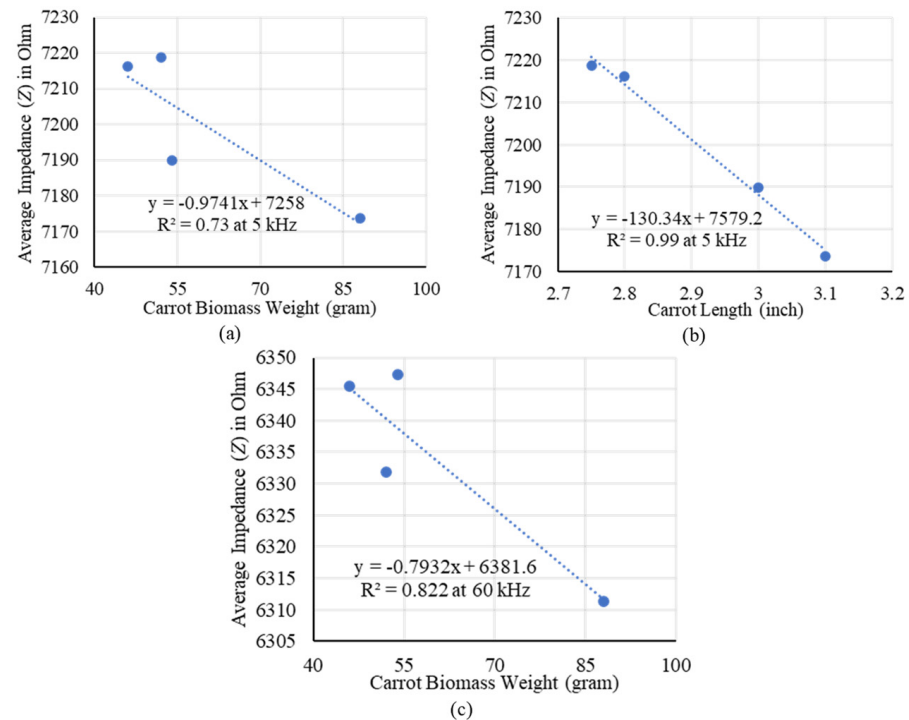 7230
7220
7210
7200
7190
7180
7170
7160
Average Impedance (Z) in Ohm
y = -0.9741x + 7258
R² = 0.73 at 5 kHz
40 55 70 85 100
Carrot Biomass Weight (gram)
(a)
7230
7220
7210
7200
7190
7180
7170
Average Impedance (Z) in Ohm
y = -130.34x + 7579.2
R² = 0.99 at 5 kHz
2.7 2.8 2.9 3 3.1 3.2
Carrot Length (inch)
(b)
6350
6345
6340
6335
6330
6325
6320
6315
6310
6305
Average Impedance (Z) in Ohm
y = -0.7932x + 6381.6
R² = 0.822 at 60 kHz
40 55 70 85 100
Carrot Biomass Weight (gram)
(c)